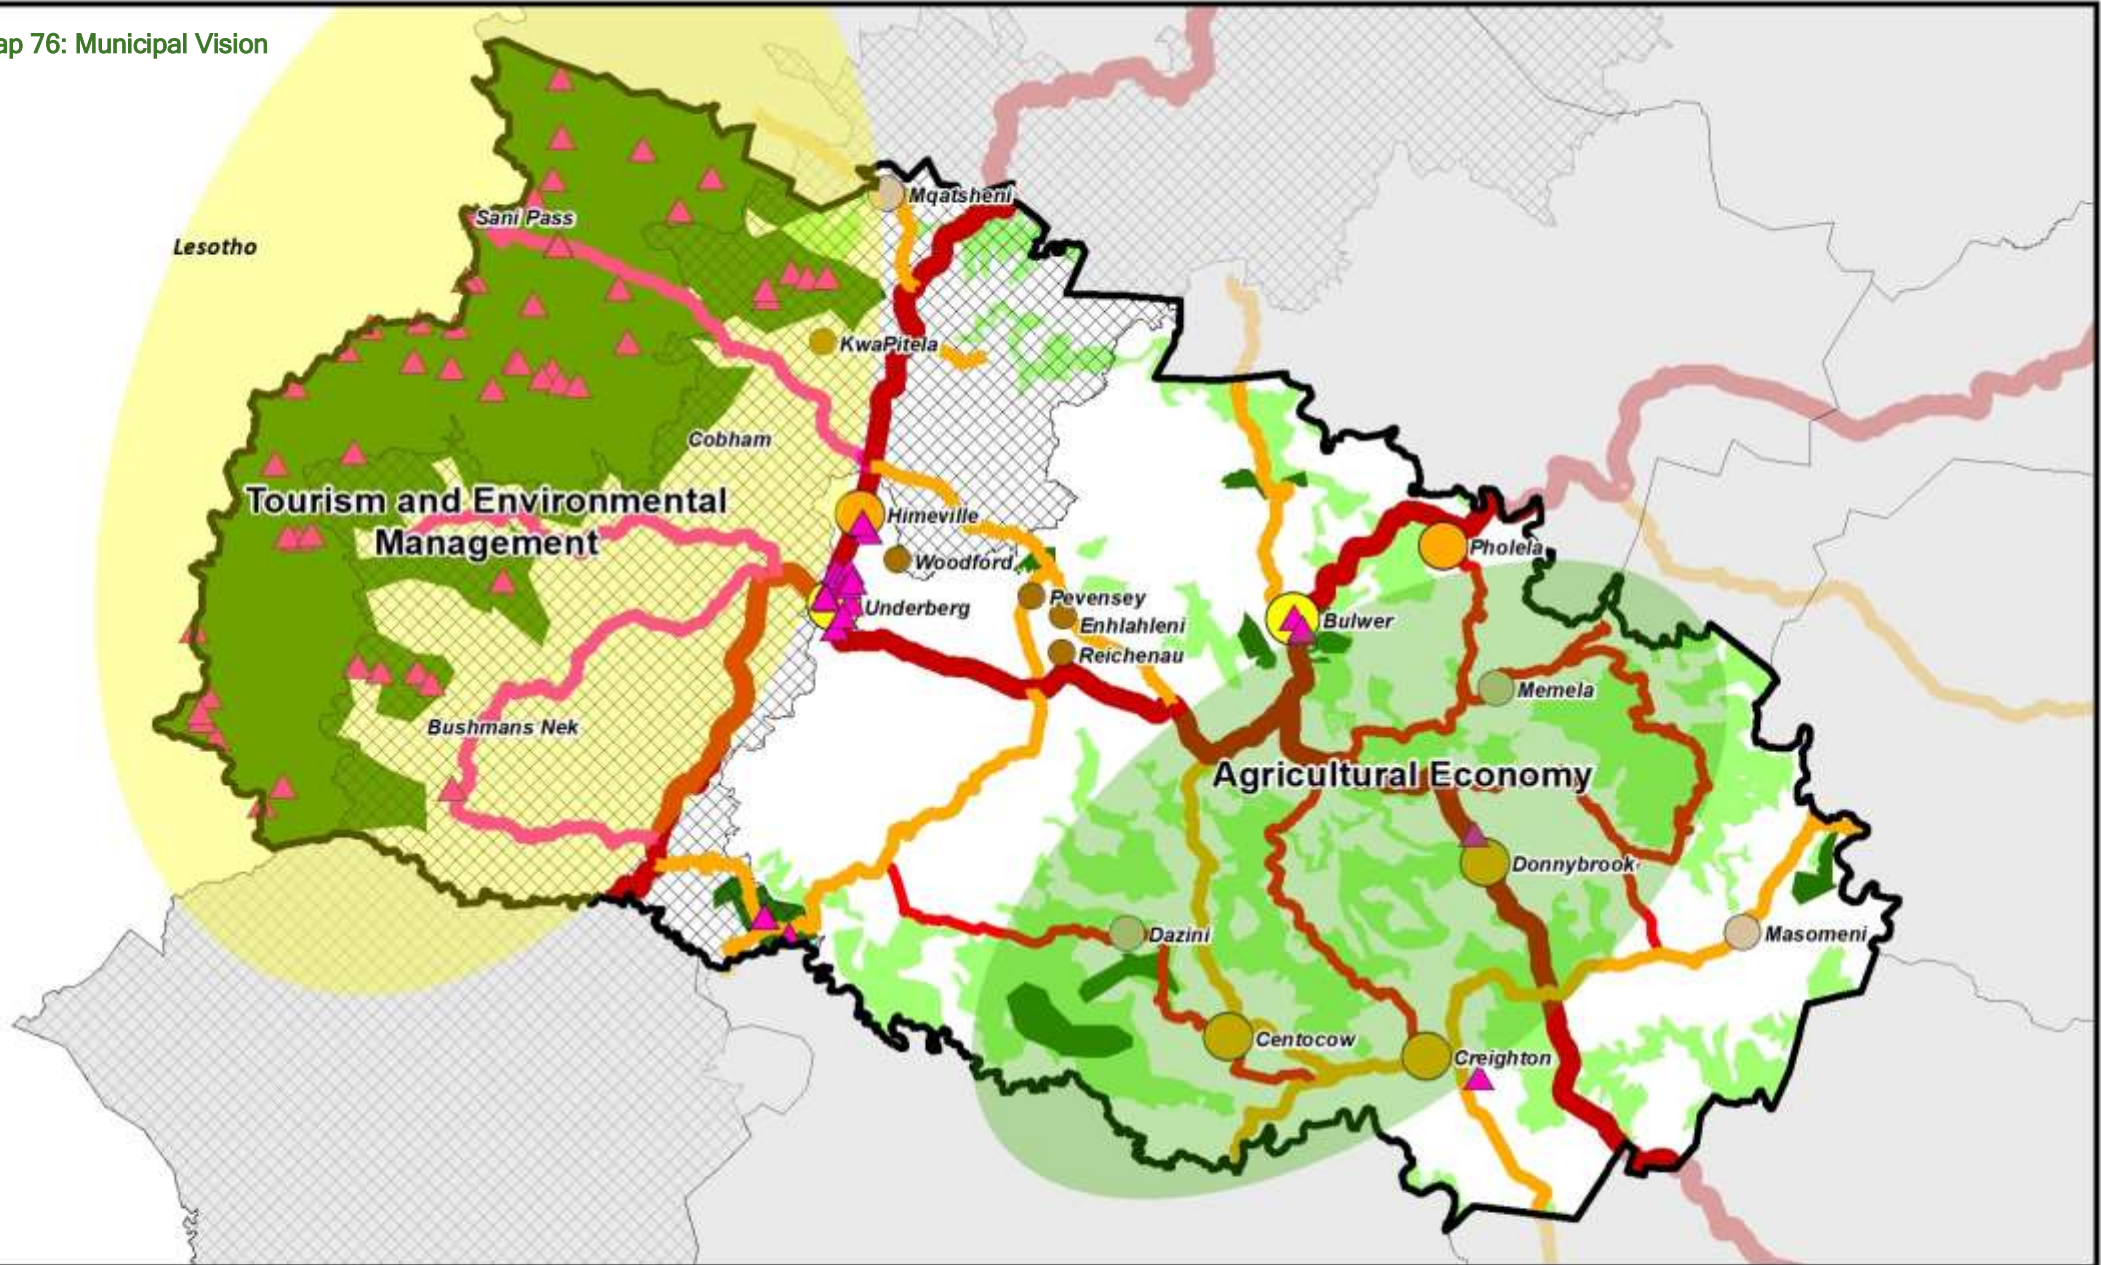 ap 76: Municipal Vision
Mqatsheni
Sani Pass
Lesotho
KwaPitela
Cobham
Tourism and Environmental
Management
Himeville
Woodford
Pholela
Pevensey
Underberg
Enhlahleni
Bulwer
Reichenau
Memela
Bushmans Nek
Agricultural Economy
Donnybrook
Dazini
Masomeni
Centocow
Creighton